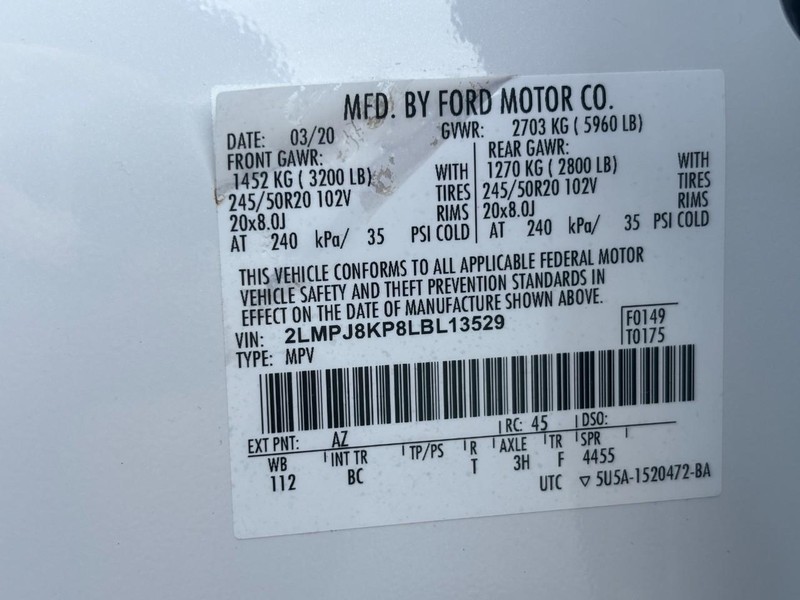 MFD. BY FORD MOTOR CO.
DATE: 03/20 GVWR: 2703 KG ( 5960 LB)
FRONT GAWR: REAR GAWR:
1452 KG ( 3200 LB) WITH 1270 KG ( 2800 LB) WITH
245/50R20 102V TIRES 245/50R20 102V TIRES
20x8.0J RIMS 20x8.0J RIMS
AT 240 kPa/ 35 PSI COLD AT 240 kPa/ 35 PSI COLD
THIS VEHICLE CONFORMS TO ALL APPLICABLE FEDERAL MOTOR
VEHICLE SAFETY AND THEFT PREVENTION STANDARDS IN
EFFECT ON THE DATE OF MANUFACTURE SHOWN ABOVE.
VIN: 2LMPJ8KP8LBL13529 F0149
TYPE: MPV T0175
EXT PNT: AZ RC: 45 DSO:
WB INT TR TP/PS R AXLE TR SPR
112 BC T 3H F 4455
UTC ▽ 5U5A-1520472-BA